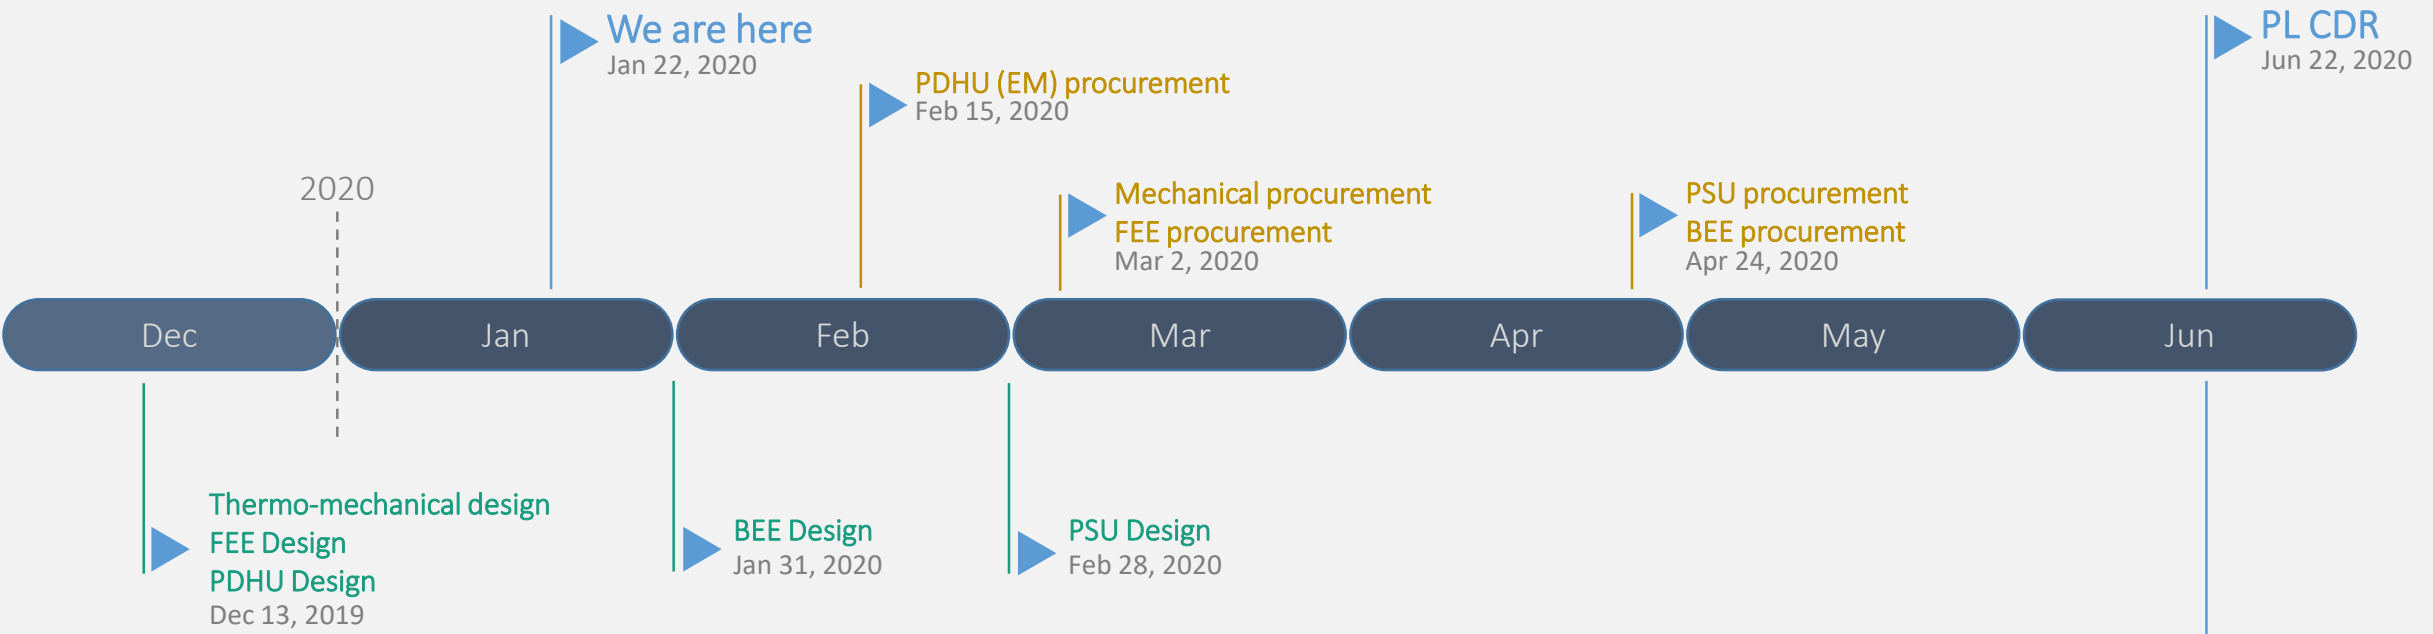 We are here
Jan 22, 2020
PL CDR
Jun 22, 2020
PDHU (EM) procurement
Feb 15, 2020
2020
Mechanical procurement
FEE procurement
Mar 2, 2020
PSU procurement
BEE procurement
Apr 24, 2020
Dec
Jan
Feb
Mar
Apr
May
Jun
Thermo-mechanical design
FEE Design
PDHU Design
Dec 13, 2019
BEE Design
Jan 31, 2020
PSU Design
Feb 28, 2020